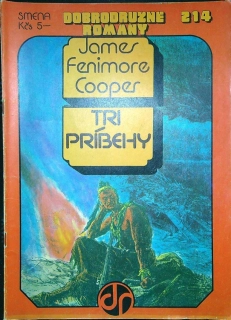 SMENA
Kčs 5—
DOBRODRUŽNÉ 214
ROMÁNY
James
Fenimore
Cooper
TRI
PRÍBEHY
dr